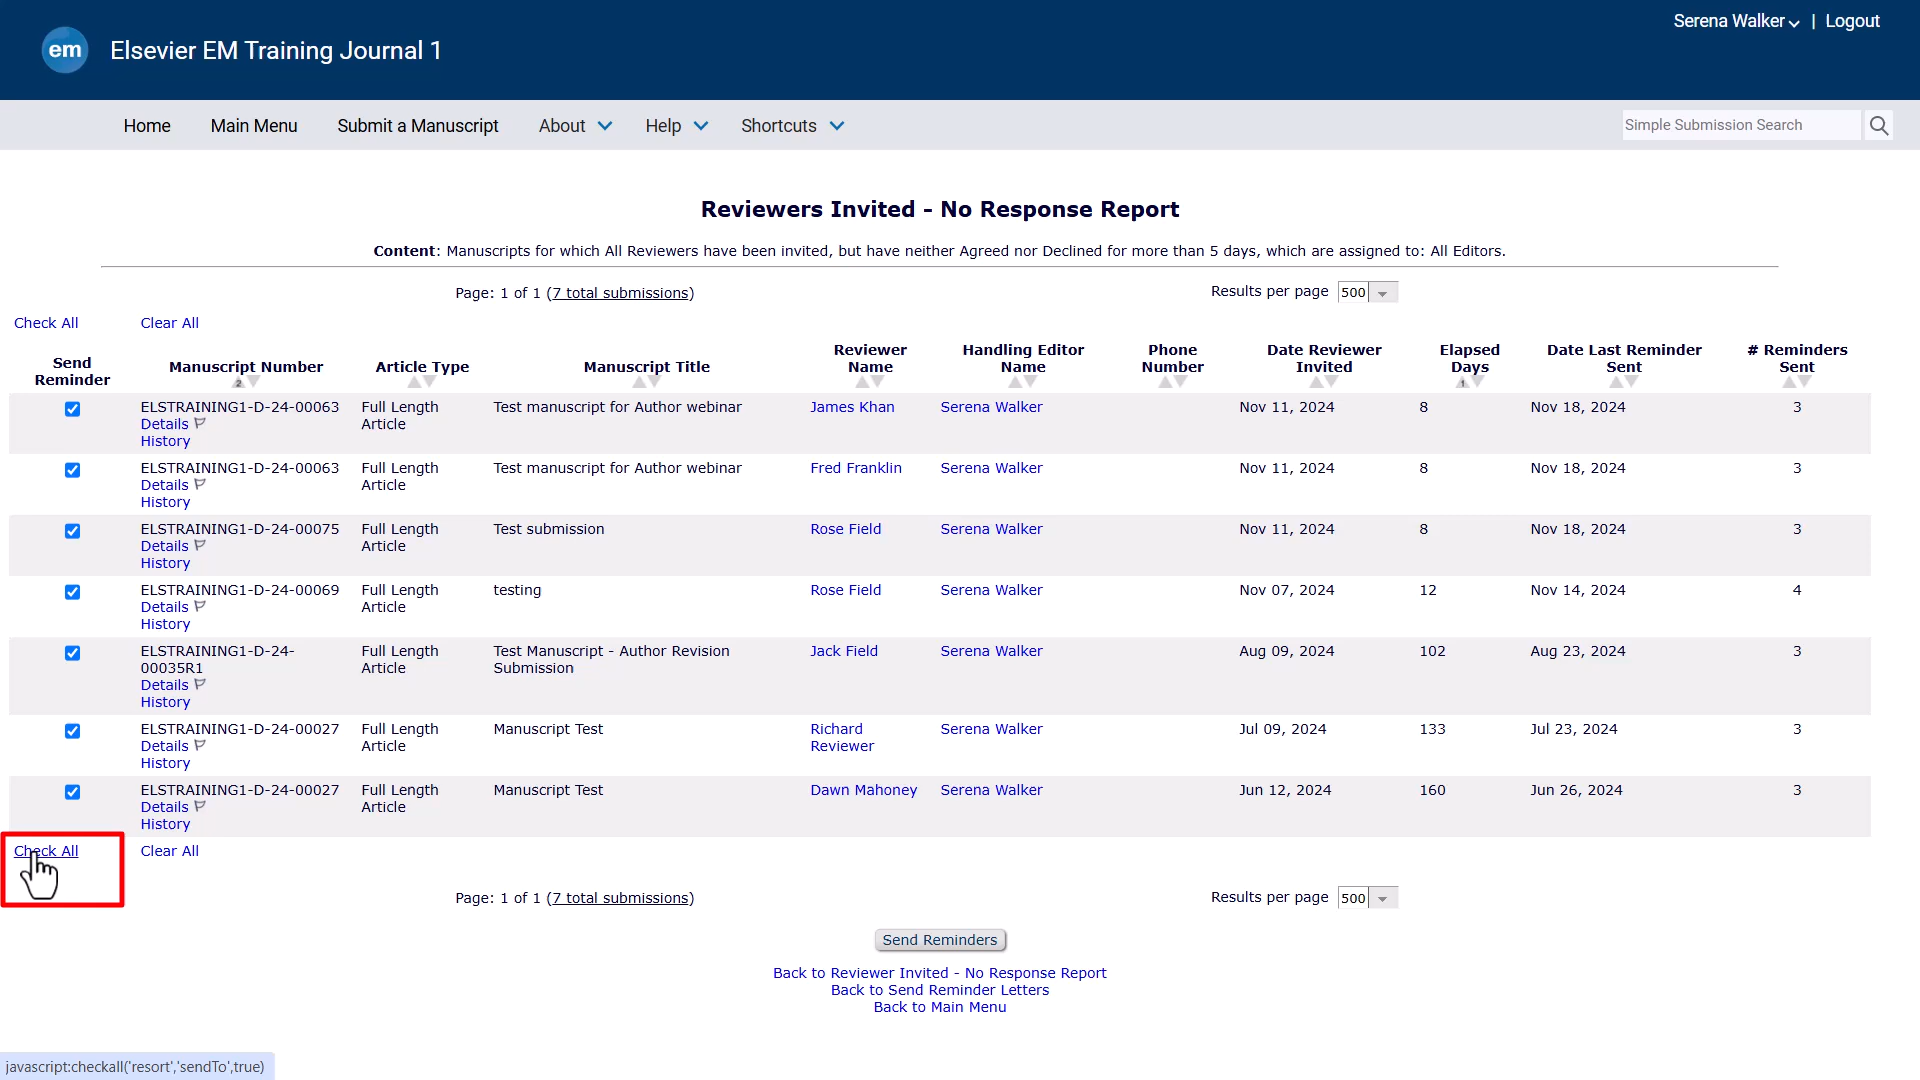 Serena Walker | Logout
em Elsevier EM Training Journal 1
Home Main Menu Submit a Manuscript About Help Shortcuts Simple Submission Search
Reviewers Invited - No Response Report
Content: Manuscripts for which All Reviewers have been invited, but have neither Agreed nor Declined for more than 5 days, which are assigned to: All Editors.
Page: 1 of 1 (7 total submissions) Results per page 500
Check All Clear All
Send Reminder Manuscript Number Article Type Manuscript Title Reviewer Name Handling Editor Name Phone Number Date Reviewer Invited Elapsed Days Date Last Reminder Sent # Reminders Sent
2 1
ELSTRAINING1-D-24-00063 Full Length Test manuscript for Author webinar James Khan Serena Walker Nov 11, 2024 8 Nov 18, 2024 3
Details Article
History
ELSTRAINING1-D-24-00063 Full Length Test manuscript for Author webinar Fred Franklin Serena Walker Nov 11, 2024 8 Nov 18, 2024 3
Details Article
History
ELSTRAINING1-D-24-00075 Full Length Test submission Rose Field Serena Walker Nov 11, 2024 8 Nov 18, 2024 3
Details Article
History
ELSTRAINING1-D-24-00069 Full Length testing Rose Field Serena Walker Nov 07, 2024 12 Nov 14, 2024 4
Details Article
History
ELSTRAINING1-D-24- Full Length Test Manuscript - Author Revision Jack Field Serena Walker Aug 09, 2024 102 Aug 23, 2024 3
00035R1 Article Submission
Details
History
ELSTRAINING1-D-24-00027 Full Length Manuscript Test Richard Serena Walker Jul 09, 2024 133 Jul 23, 2024 3
Details Article Reviewer
History
ELSTRAINING1-D-24-00027 Full Length Manuscript Test Dawn Mahoney Serena Walker Jun 12, 2024 160 Jun 26, 2024 3
Details Article
History
Check All Clear All
Page: 1 of 1 (7 total submissions) Results per page 500
Send Reminders
Back to Reviewer Invited - No Response Report
Back to Send Reminder Letters
Back to Main Menu
javascript:checkall('resort','sendTo',true)